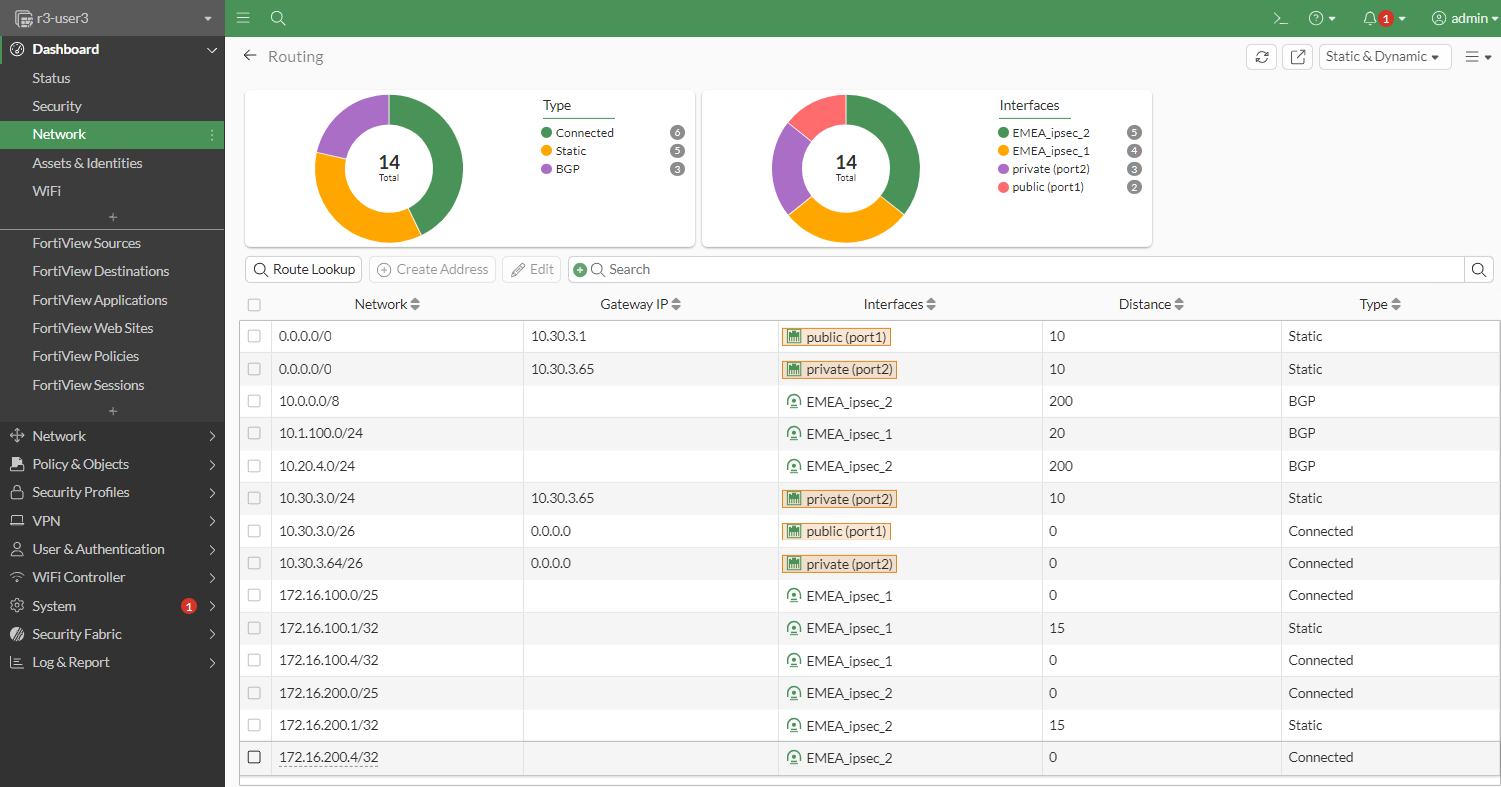 r3-user3
Dashboard
Status
Security
Network
Assets & Identities
WiFi
+
FortiView Sources
FortiView Destinations
FortiView Applications
FortiView Web Sites
FortiView Policies
FortiView Sessions
+
Network
Policy & Objects
Security Profiles
VPN
User & Authentication
WiFi Controller
System 1
Security Fabric
Log & Report
>_ 1 admin
Routing Static & Dynamic
Type
14
Total
Connected 6
Static 5
BGP 3
Interfaces
14
Total
EMEA_ipsec_2 5
EMEA_ipsec_1 4
private (port2) 3
public (port1) 2
Route Lookup Create Address Edit Search
Network Gateway IP Interfaces Distance Type
0.0.0.0/0 10.30.3.1 public (port1) 10 Static
0.0.0.0/0 10.30.3.65 private (port2) 10 Static
10.0.0.0/8 EMEA_ipsec_2 200 BGP
10.1.100.0/24 EMEA_ipsec_1 20 BGP
10.20.4.0/24 EMEA_ipsec_2 200 BGP
10.30.3.0/24 10.30.3.65 private (port2) 10 Static
10.30.3.0/26 0.0.0.0 public (port1) 0 Connected
10.30.3.64/26 0.0.0.0 private (port2) 0 Connected
172.16.100.0/25 EMEA_ipsec_1 0 Connected
172.16.100.1/32 EMEA_ipsec_1 15 Static
172.16.100.4/32 EMEA_ipsec_1 0 Connected
172.16.200.0/25 EMEA_ipsec_2 0 Connected
172.16.200.1/32 EMEA_ipsec_2 15 Static
172.16.200.4/32 EMEA_ipsec_2 0 Connected